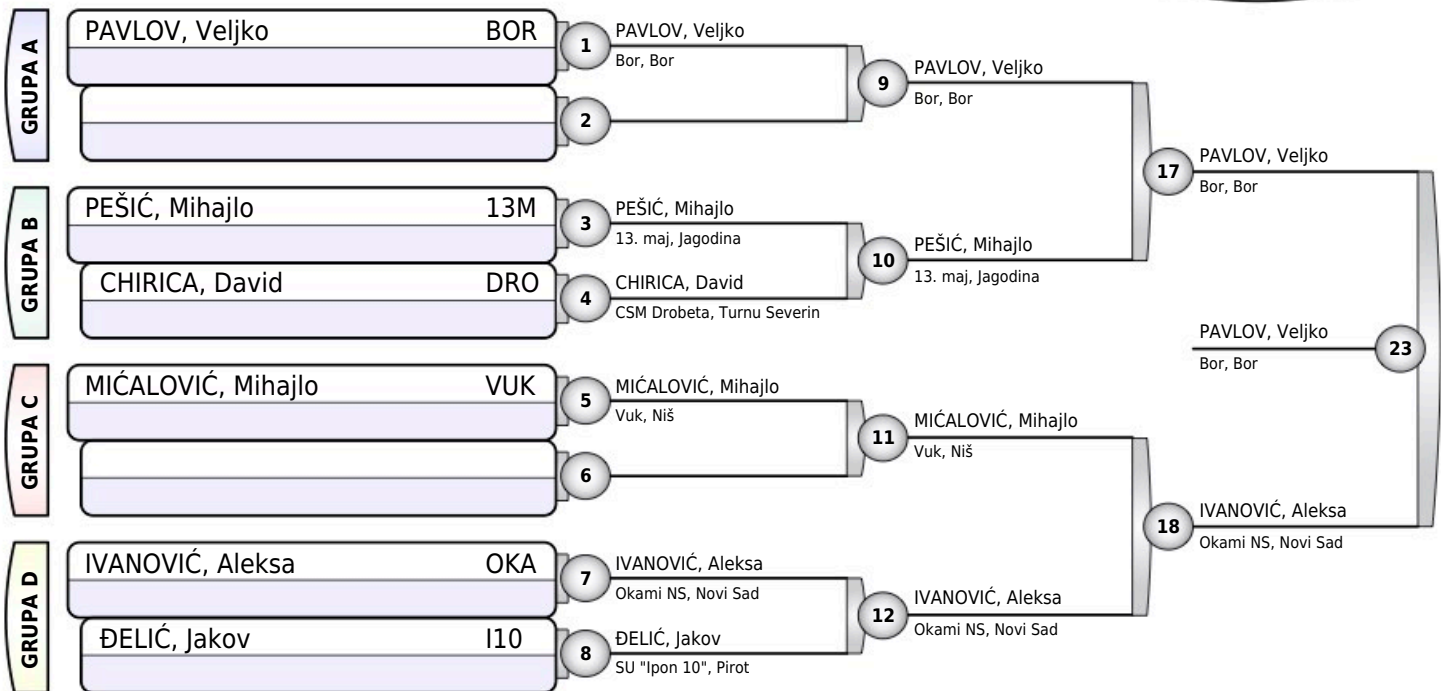 GRUPA A
PAVLOV, Veljko BOR
1
PAVLOV, Veljko
Bor, Bor
2
9
PAVLOV, Veljko
Bor, Bor
GRUPA B
PEŠIĆ, Mihajlo 13M
3
PEŠIĆ, Mihajlo
13. maj, Jagodina
CHIRICA, David DRO
4
CHIRICA, David
CSM Drobeta, Turnu Severin
10
PEŠIĆ, Mihajlo
13. maj, Jagodina
17
PAVLOV, Veljko
Bor, Bor
PAVLOV, Veljko
Bor, Bor
23
GRUPA C
MIĆALOVIĆ, Mihajlo VUK
5
MIĆALOVIĆ, Mihajlo
Vuk, Niš
6
11
MIĆALOVIĆ, Mihajlo
Vuk, Niš
GRUPA D
IVANOVIĆ, Aleksa OKA
7
IVANOVIĆ, Aleksa
Okami NS, Novi Sad
ĐELIĆ, Jakov I10
8
ĐELIĆ, Jakov
SU "Ipon 10", Pirot
12
IVANOVIĆ, Aleksa
Okami NS, Novi Sad
18
IVANOVIĆ, Aleksa
Okami NS, Novi Sad